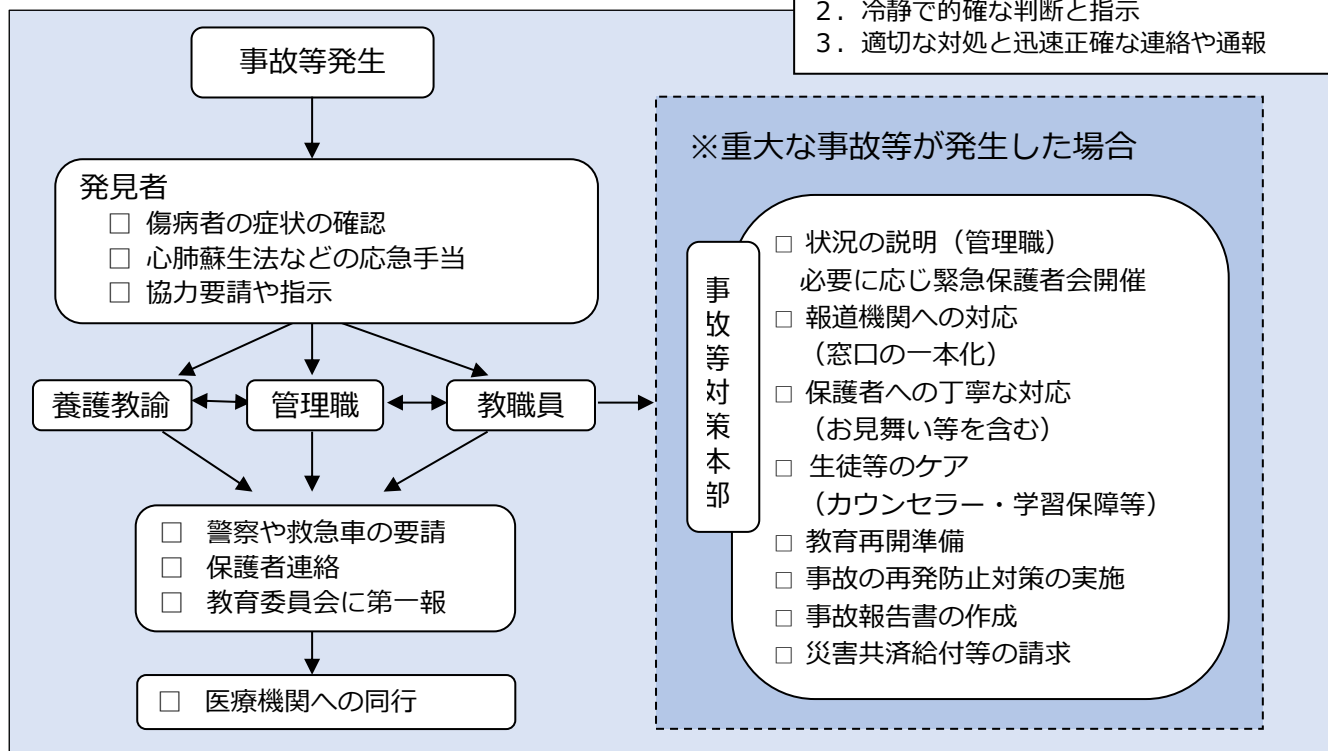 2．冷静で的確な判断と指示
3．適切な対処と迅速正確な連絡や通報
事故等発生
発見者
□ 傷病者の症状の確認
□ 心肺蘇生法などの応急手当
□ 協力要請や指示
養護教諭
管理職
教職員
□ 警察や救急車の要請
□ 保護者連絡
□ 教育委員会に第一報
□ 医療機関への同行
※重大な事故等が発生した場合
事故等対策本部
□ 状況の説明（管理職）
必要に応じ緊急保護者会開催
□ 報道機関への対応
（窓口の一本化）
□ 保護者への丁寧な対応
（お見舞い等を含む）
□ 生徒等のケア
（カウンセラー・学習保障等）
□ 教育再開準備
□ 事故の再発防止対策の実施
□ 事故報告書の作成
□ 災害共済給付等の請求